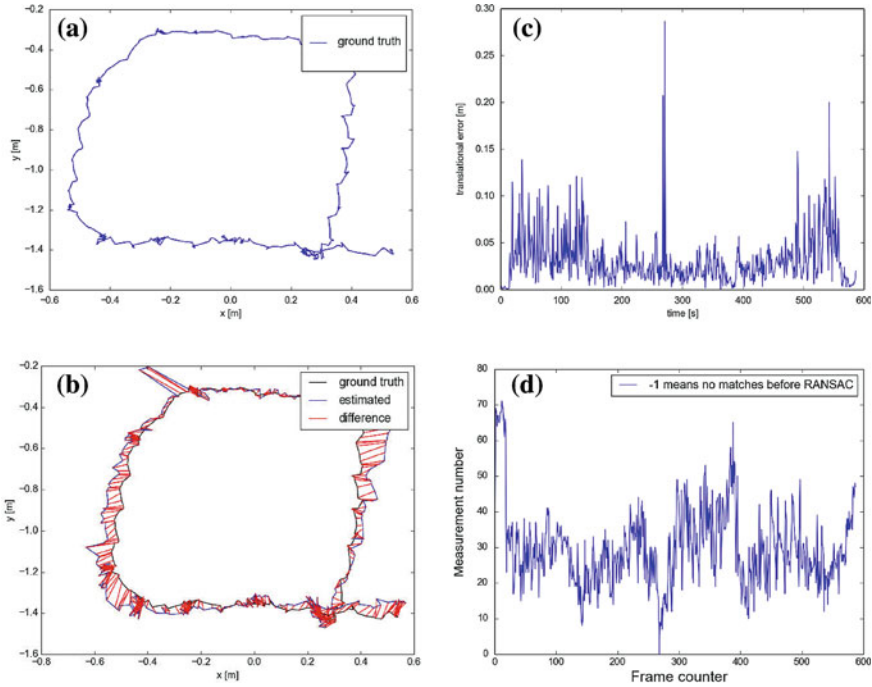 (a)
ground truth
−0.2
−0.4
−0.6
−0.8
−1.0
−1.2
−1.4
−1.6
y [m]
−0.6 −0.4 −0.2 0.0 0.2 0.4 0.6
x [m]
(c)
0.30
0.25
0.20
0.15
0.10
0.05
0.00
translational error [m]
0 100 200 300 400 500 600
time [s]
(b)
ground truth
estimated
difference
−0.2
−0.4
−0.6
−0.8
−1.0
−1.2
−1.4
−1.6
y [m]
−0.8 −0.6 −0.4 −0.2 0.0 0.2 0.4 0.6
x [m]
(d)
-1 means no matches before RANSAC
80
70
60
50
40
30
20
10
0
Measurement number
0 100 200 300 400 500 600
Frame counter